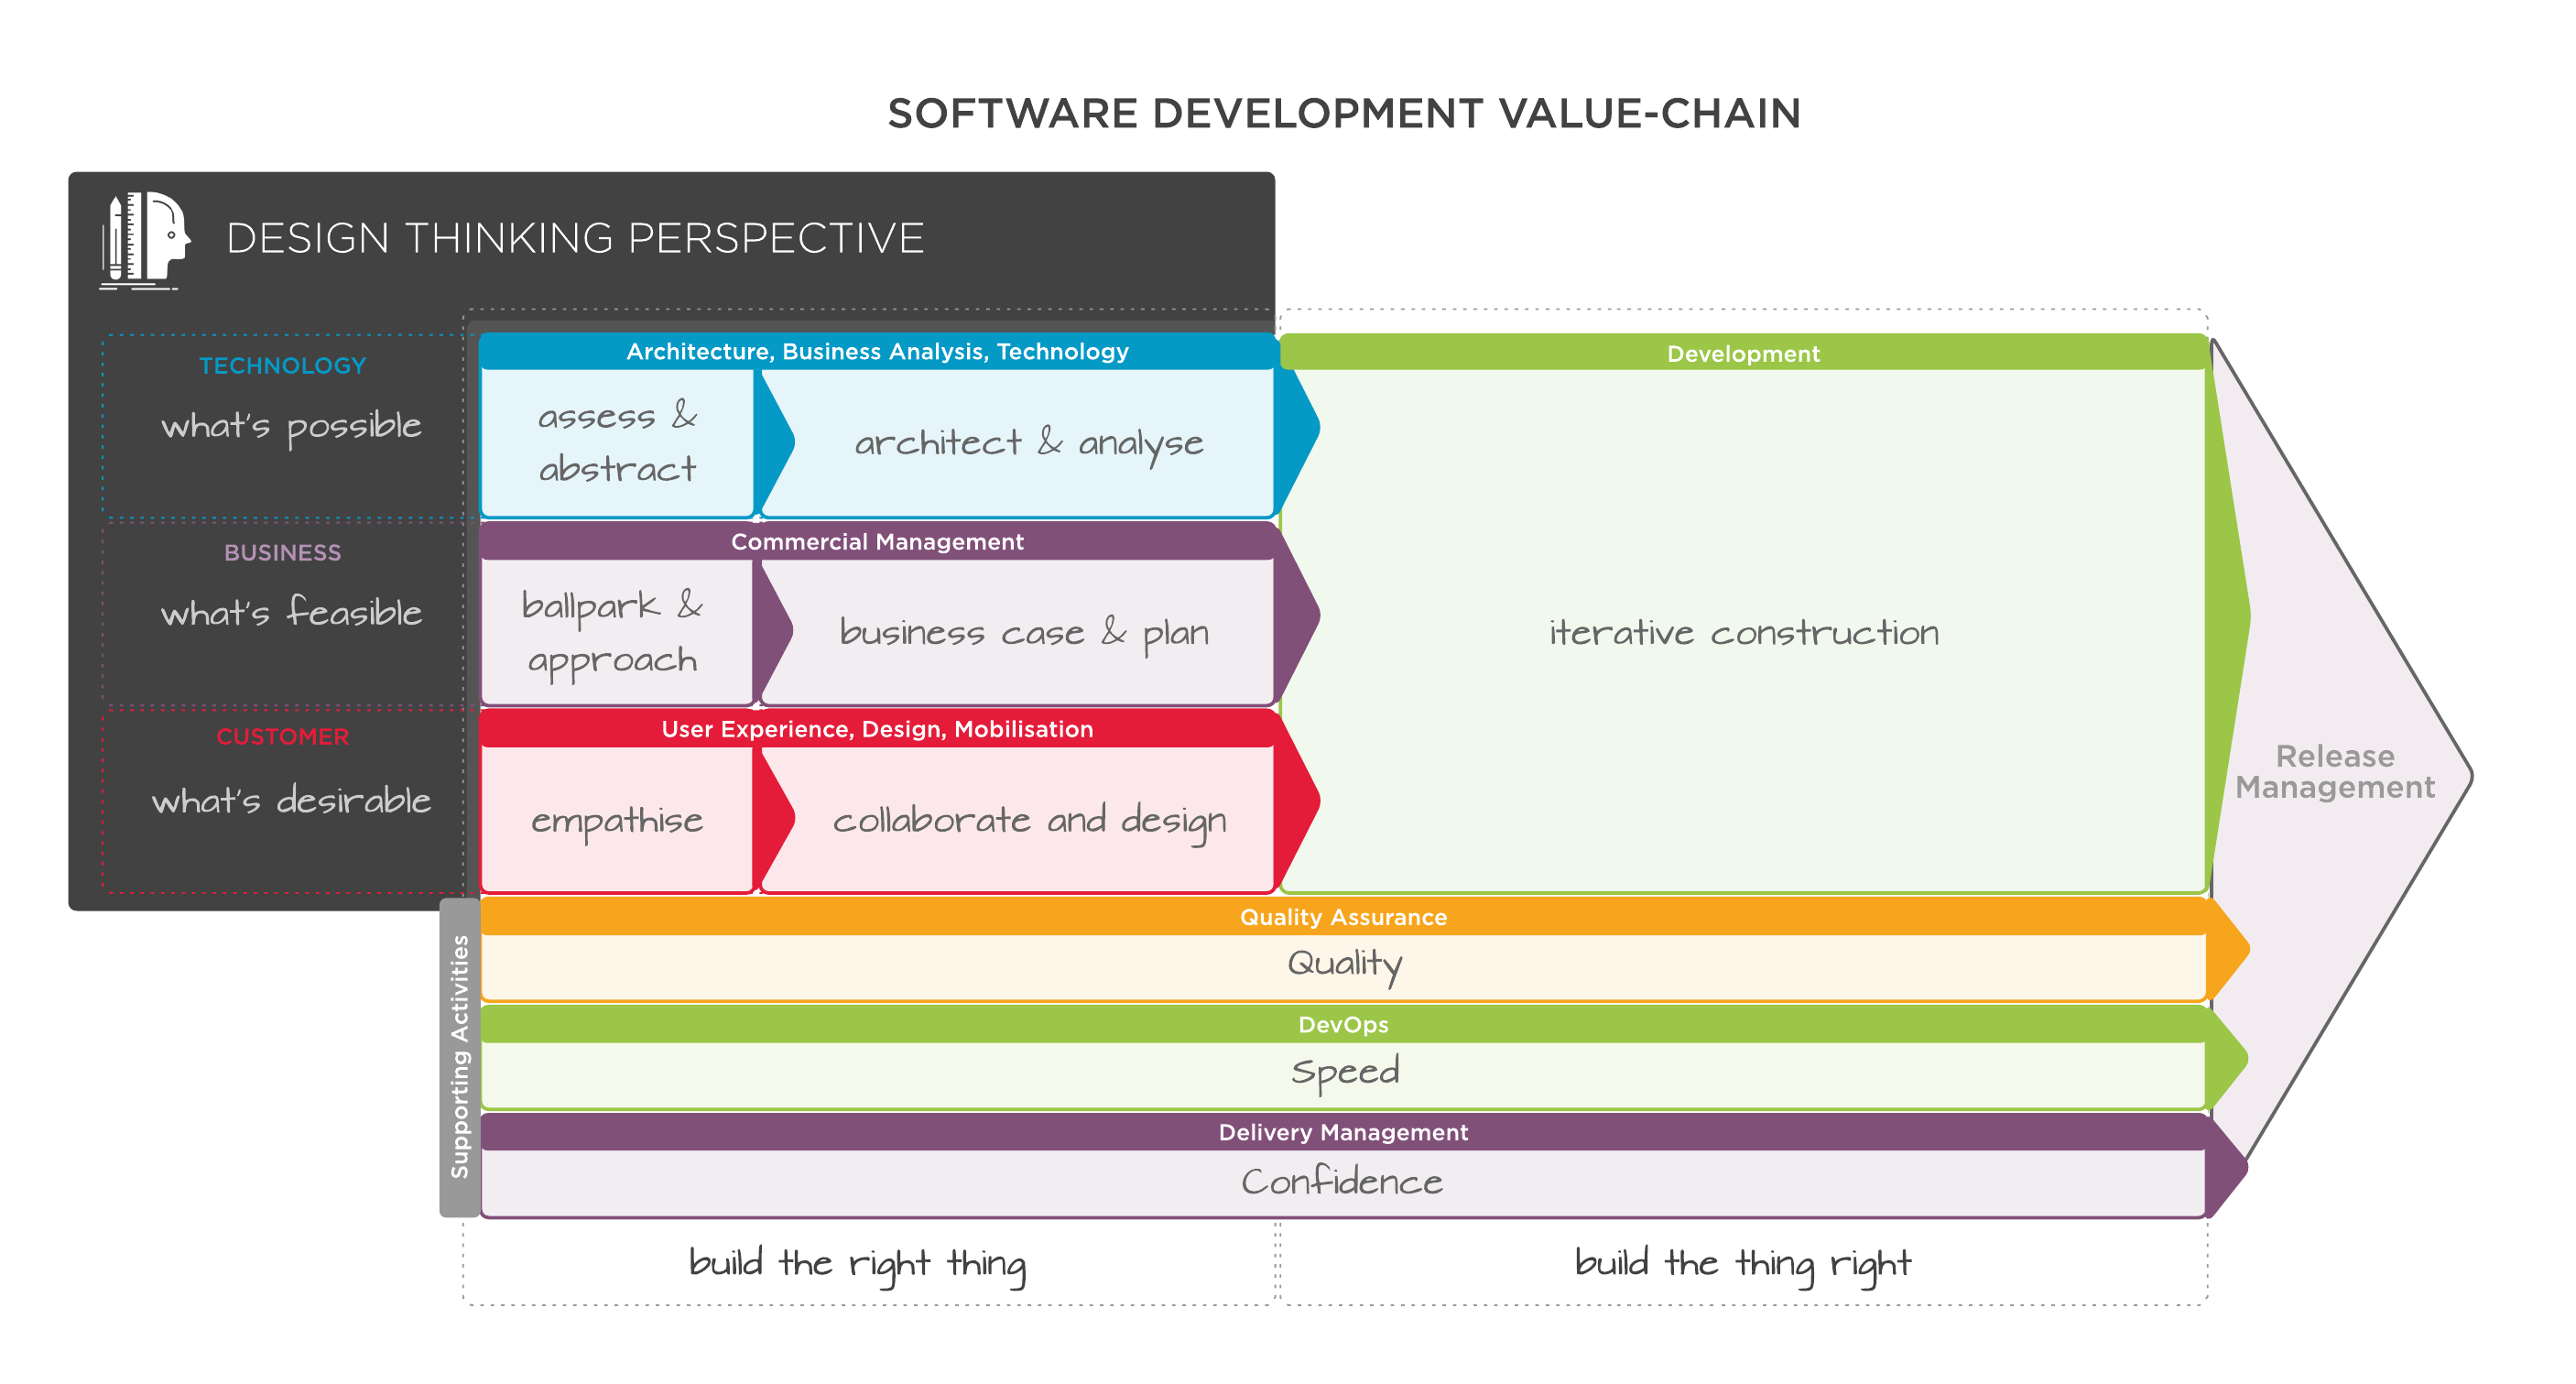 SOFTWARE DEVELOPMENT VALUE-CHAIN
DESIGN THINKING PERSPECTIVE
TECHNOLOGY
what's possible
Architecture, Business Analysis, Technology
assess &
abstract
architect & analyse
BUSINESS
what's feasible
Commercial Management
ballpark &
approach
business case & plan
CUSTOMER
what's desirable
User Experience, Design, Mobilisation
empathise
collaborate and design
Development
iterative construction
Release
Management
Supporting Activities
Quality Assurance
Quality
DevOps
Speed
Delivery Management
Confidence
build the right thing
build the thing right